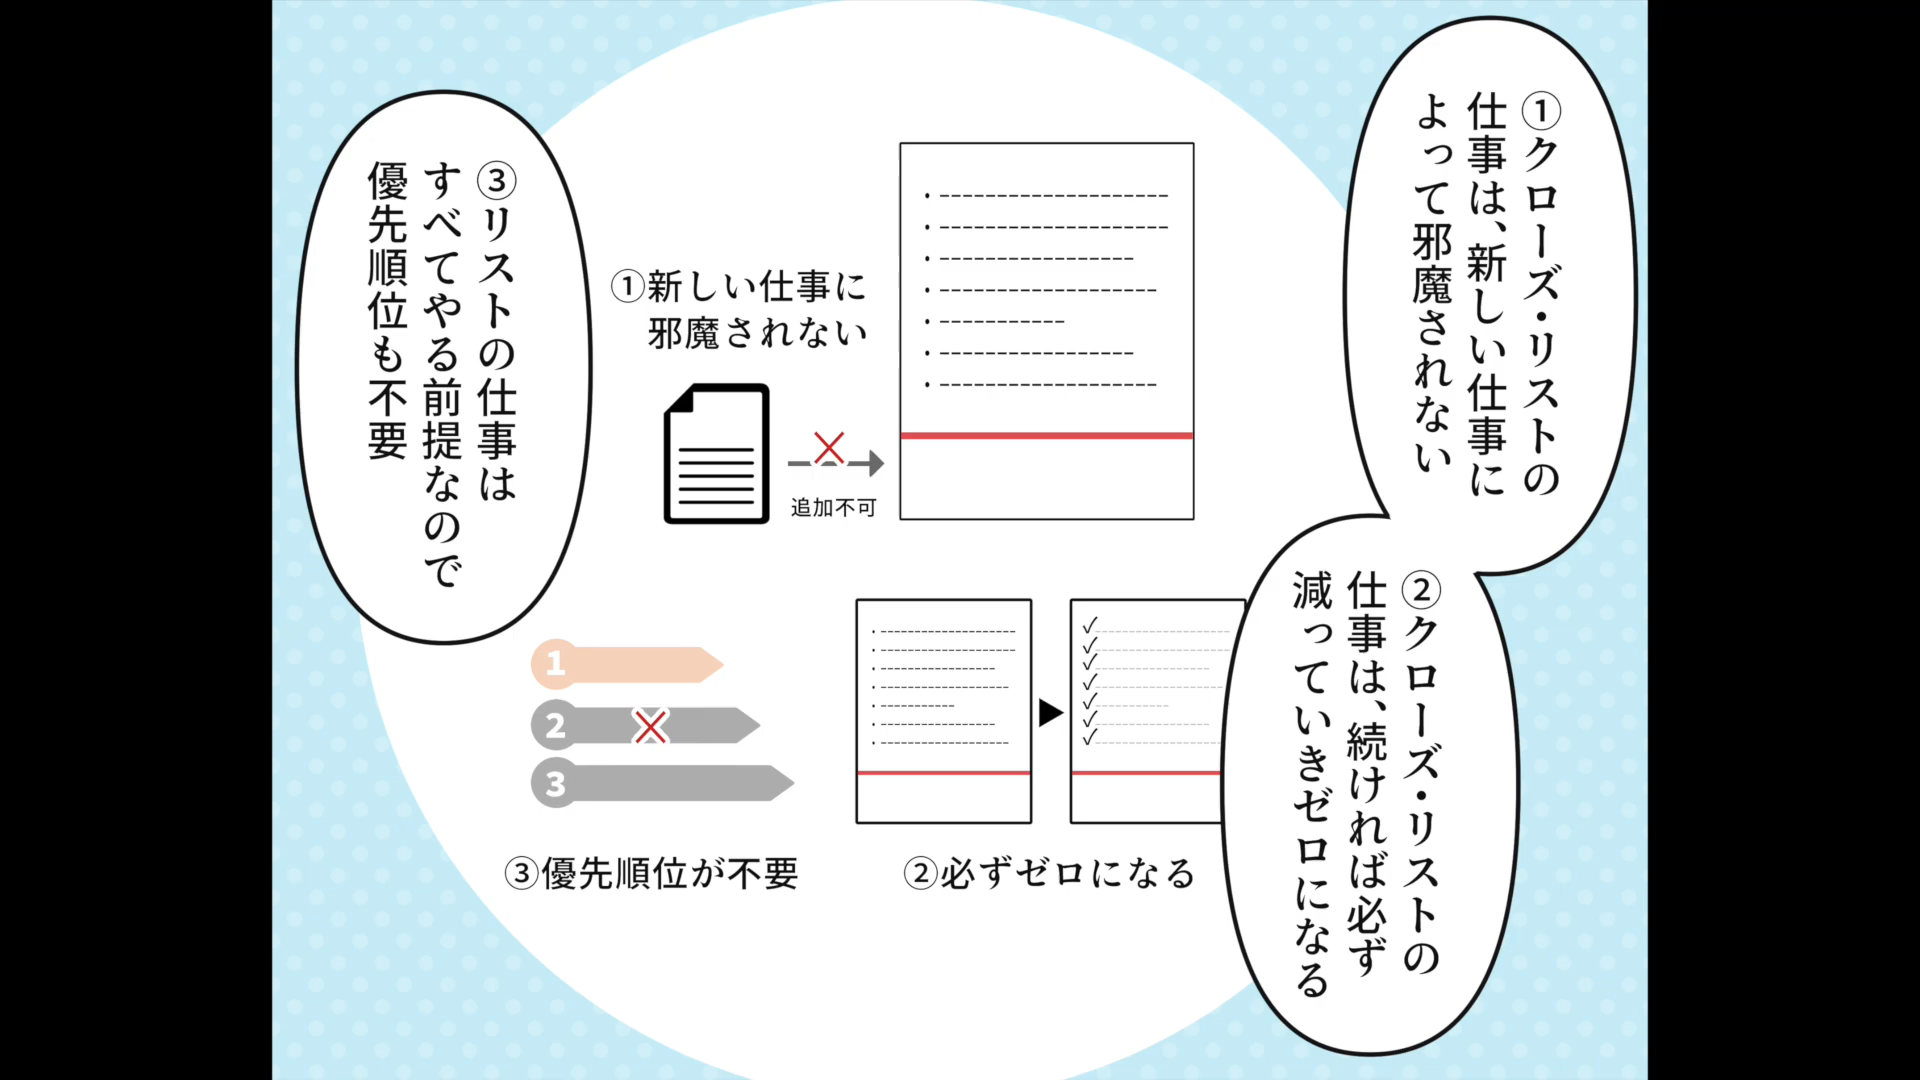 ①クローズ・リストの
仕事は、新しい仕事に
よって邪魔されない
②クローズ・リストの
仕事は、続ければ必ず
減っていきゼロになる
①新しい仕事に
邪魔されない
追加不可
②必ずゼロになる
1
2
3
③優先順位が不要
③リストの仕事は
すべてやる前提なので
優先順位も不要